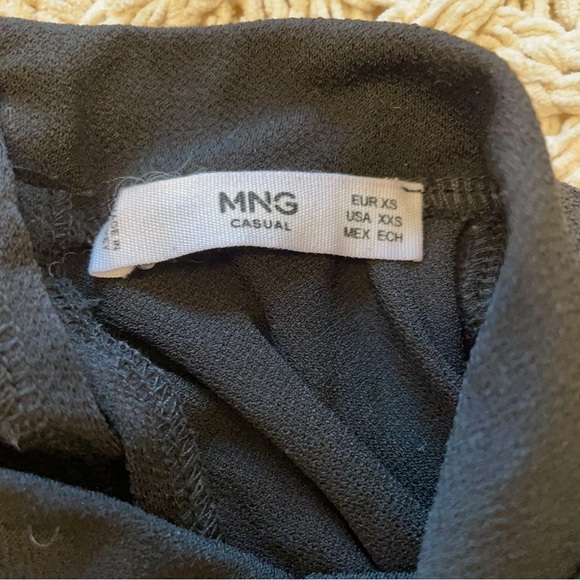 MNG
CASUAL
EUR XS
USA XXS
MEX ECH